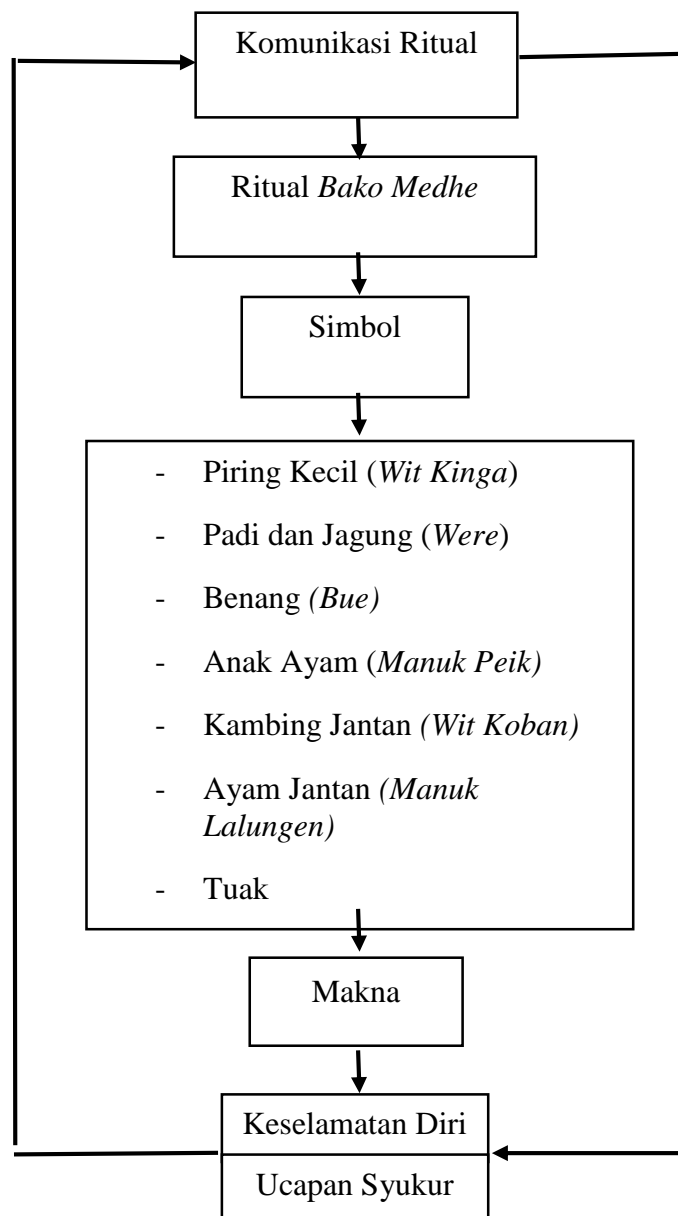 Komunikasi Ritual
Ritual Bako Medhe
Simbol
- Piring Kecil (Wit Kinga)
- Padi dan Jagung (Were)
- Benang (Bue)
- Anak Ayam (Manuk Peik)
- Kambing Jantan (Wit Koban)
- Ayam Jantan (Manuk
Lalungen)
- Tuak
Makna
Keselamatan Diri
Ucapan Syukur